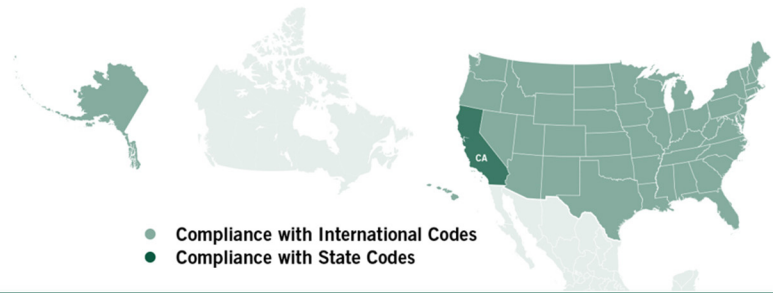 CA
Compliance with International Codes
Compliance with State Codes